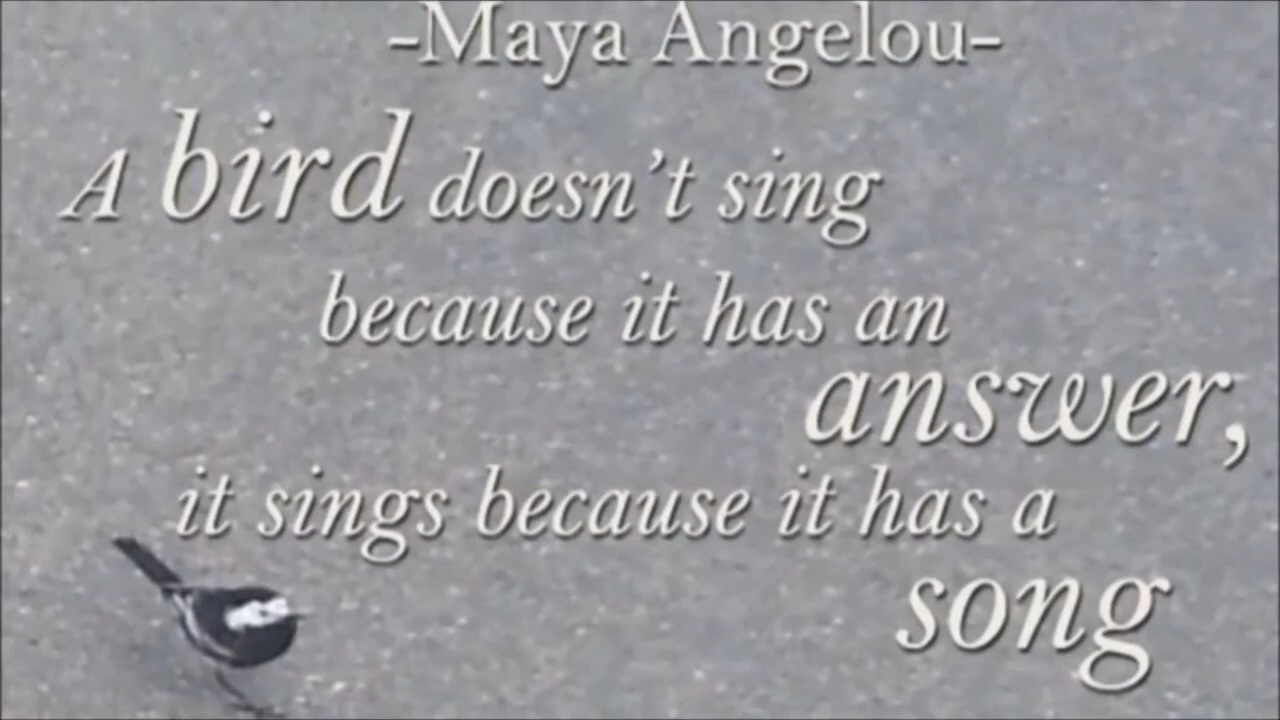 -Maya Angelou-
A bird doesn't sing
because it has an
answer,
it sings because it has a
song